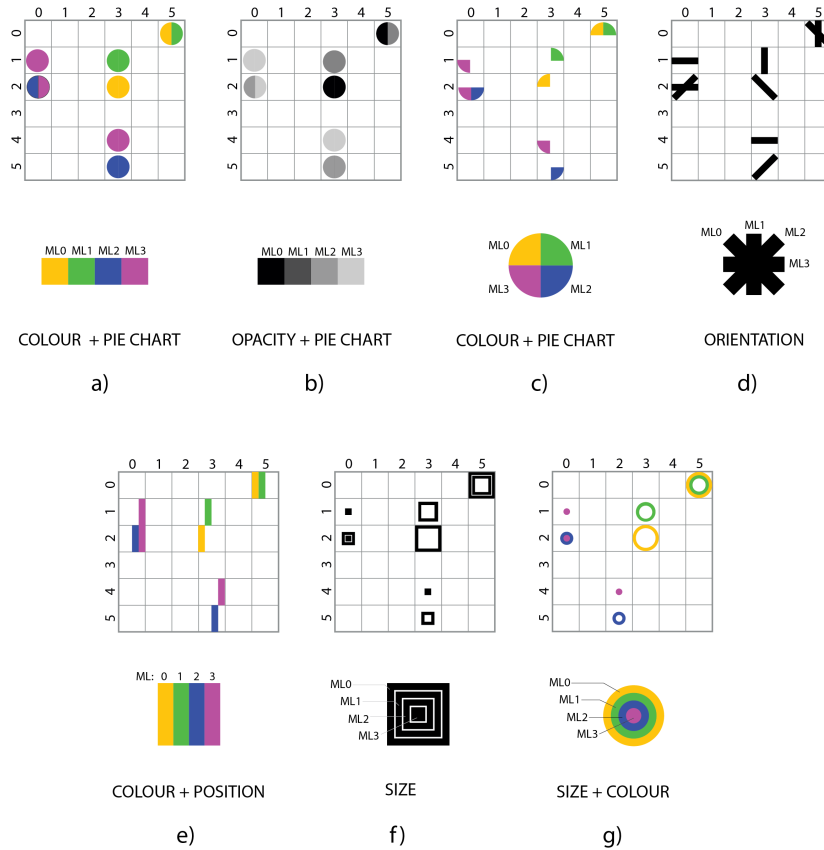 0 1 2 3 4 5
0
1
2
3
4
5
ML0 ML1 ML2 ML3
COLOUR + PIE CHART
a)
0 1 2 3 4 5
0
1
2
3
4
5
ML0 ML1 ML2 ML3
OPACITY + PIE CHART
b)
0 1 2 3 4 5
0
1
2
3
4
5
ML0 ML1
ML3 ML2
COLOUR + PIE CHART
c)
0 1 2 3 4 5
0
1
2
3
4
5
ML1
ML0 ML2
ML3
ORIENTATION
d)
0 1 2 3 4 5
0
1
2
3
4
5
ML: 0 1 2 3
COLOUR + POSITION
e)
0 1 2 3 4 5
0
1
2
3
4
5
ML0
ML1
ML2
ML3
SIZE
f)
0 1 2 3 4 5
0
1
2
3
4
5
ML0
ML1
ML2
ML3
SIZE + COLOUR
g)